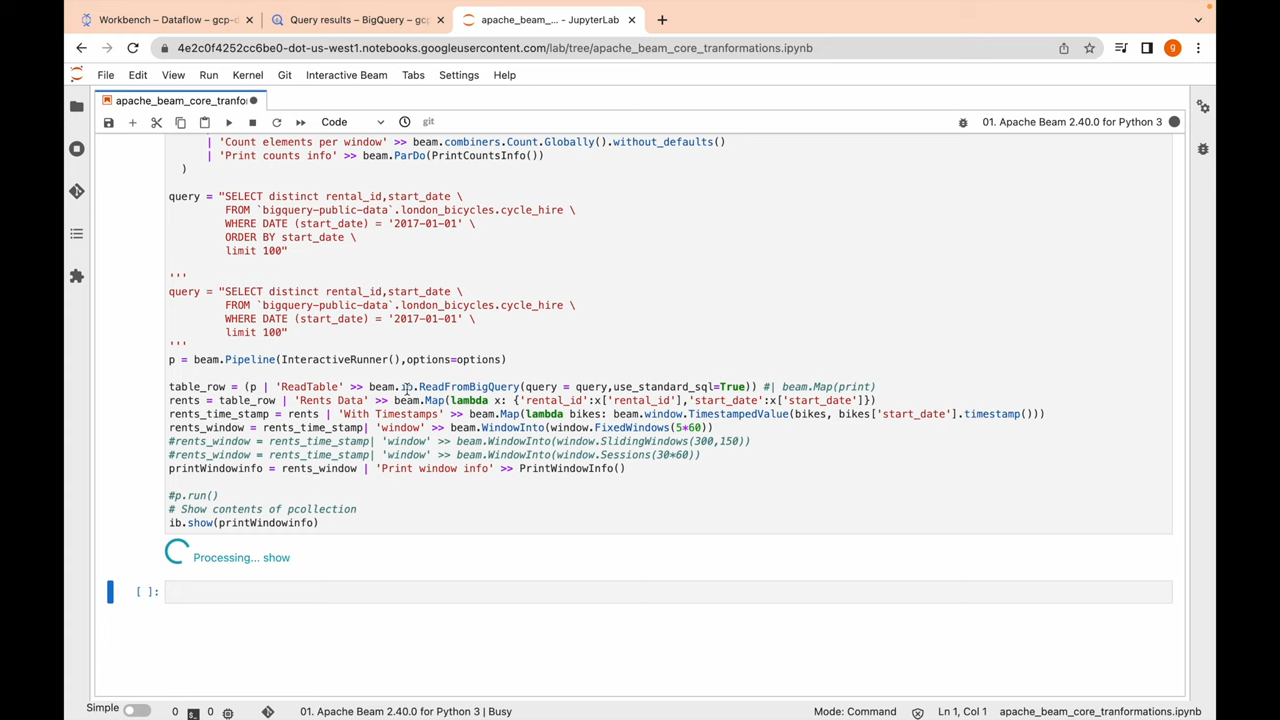 Workbench – Dataflow – gcp-d
Query results – BigQuery – gcp
apache_beam_... - JupyterLab
4e2c0f4252cc6be0-dot-us-west1.notebooks.googleusercontent.com/lab/tree/apache_beam_core_tranformations.ipynb
g
File Edit View Run Kernel Git Interactive Beam Tabs Settings Help
apache_beam_core_tranfo
Code
git
01. Apache Beam 2.40.0 for Python 3
| 'Count elements per window' >> beam.combiners.Count.Globally().without_defaults()
| 'Print counts info' >> beam.ParDo(PrintCountsInfo())
)
query = "SELECT distinct rental_id,start_date \
FROM `bigquery-public-data`.london_bicycles.cycle_hire \
WHERE DATE (start_date) = '2017-01-01' \
ORDER BY start_date \
limit 100"
'''
query = "SELECT distinct rental_id,start_date \
FROM `bigquery-public-data`.london_bicycles.cycle_hire \
WHERE DATE (start_date) = '2017-01-01' \
limit 100"
'''
p = beam.Pipeline(InteractiveRunner(),options=options)
table_row = (p | 'ReadTable' >> beam.io.ReadFromBigQuery(query = query,use_standard_sql=True)) #| beam.Map(print)
rents = table_row | 'Rents Data' >> beam.Map(lambda x: {'rental_id':x['rental_id'],'start_date':x['start_date']})
rents_time_stamp = rents | 'With Timestamps' >> beam.Map(lambda bikes: beam.window.TimestampedValue(bikes, bikes['start_date'].timestamp()))
rents_window = rents_time_stamp| 'window' >> beam.WindowInto(window.FixedWindows(5*60))
#rents_window = rents_time_stamp| 'window' >> beam.WindowInto(window.SlidingWindows(300,150))
#rents_window = rents_time_stamp| 'window' >> beam.WindowInto(window.Sessions(30*60))
printWindowinfo = rents_window | 'Print window info' >> PrintWindowInfo()
#p.run()
# Show contents of pcollection
ib.show(printWindowinfo)
Processing... show
[ ]:
Simple 0 0 01. Apache Beam 2.40.0 for Python 3 | Busy Mode: Command Ln 1, Col 1 apache_beam_core_tranformations.ipynb